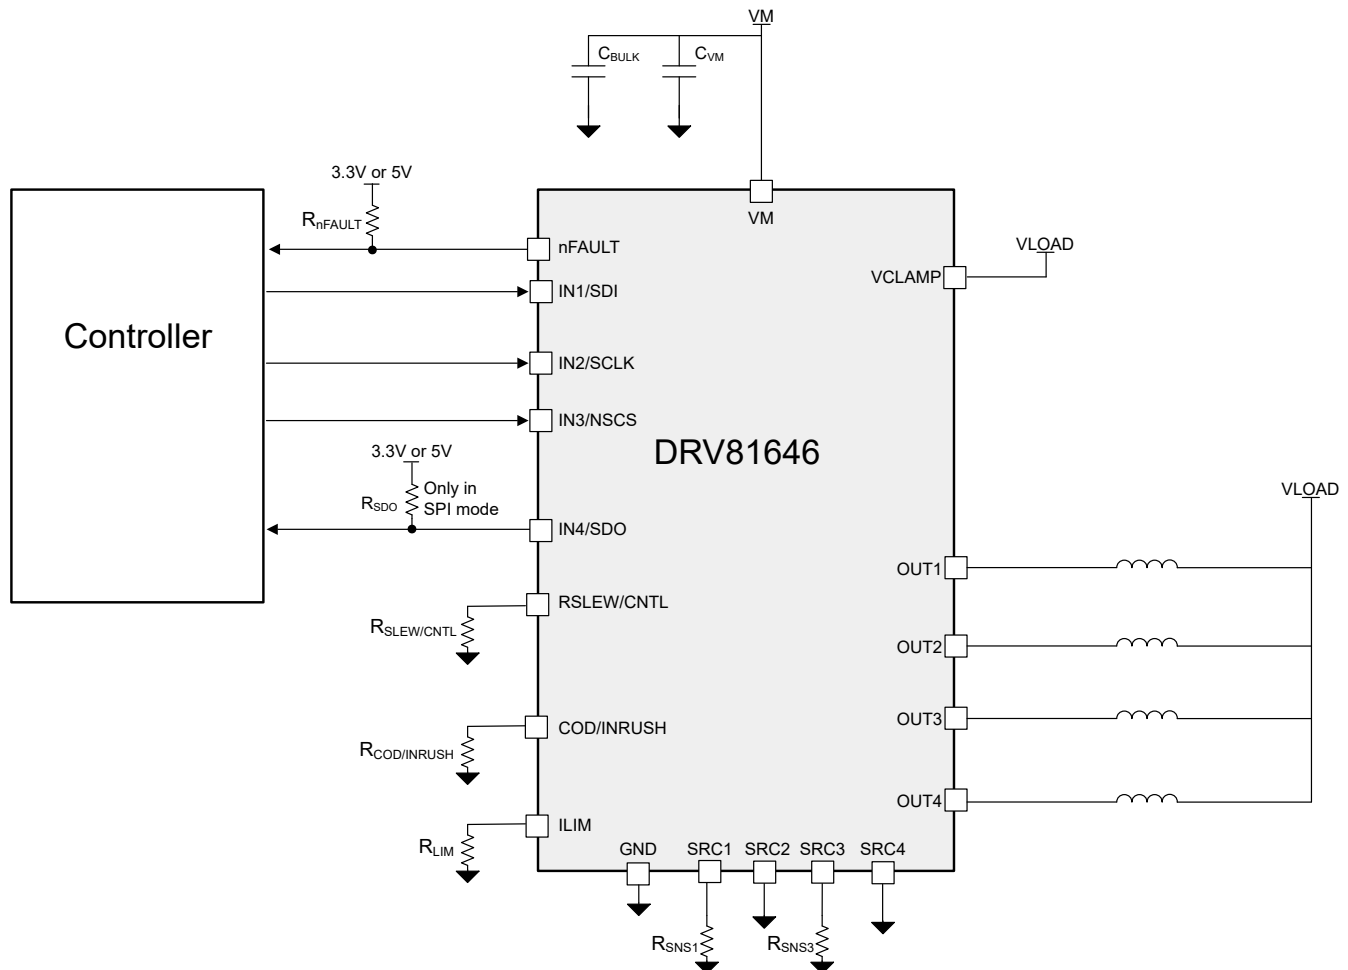 VM
CBULK
CVM
3.3V or 5V
RnFAULT
VM
nFAULT
VLOAD
VCLAMP
IN1/SDI
Controller
IN2/SCLK
IN3/NSCS
DRV81646
3.3V or 5V
Only in
RSDO
SPI mode
VLOAD
IN4/SDO
OUT1
RSLEW/CNTL
RSLEW/CNTL
OUT2
OUT3
COD/INRUSH
RCOD/INRUSH
OUT4
ILIM
RLIM
GND
SRC1
SRC2
SRC3
SRC4
RSNS1
RSNS3